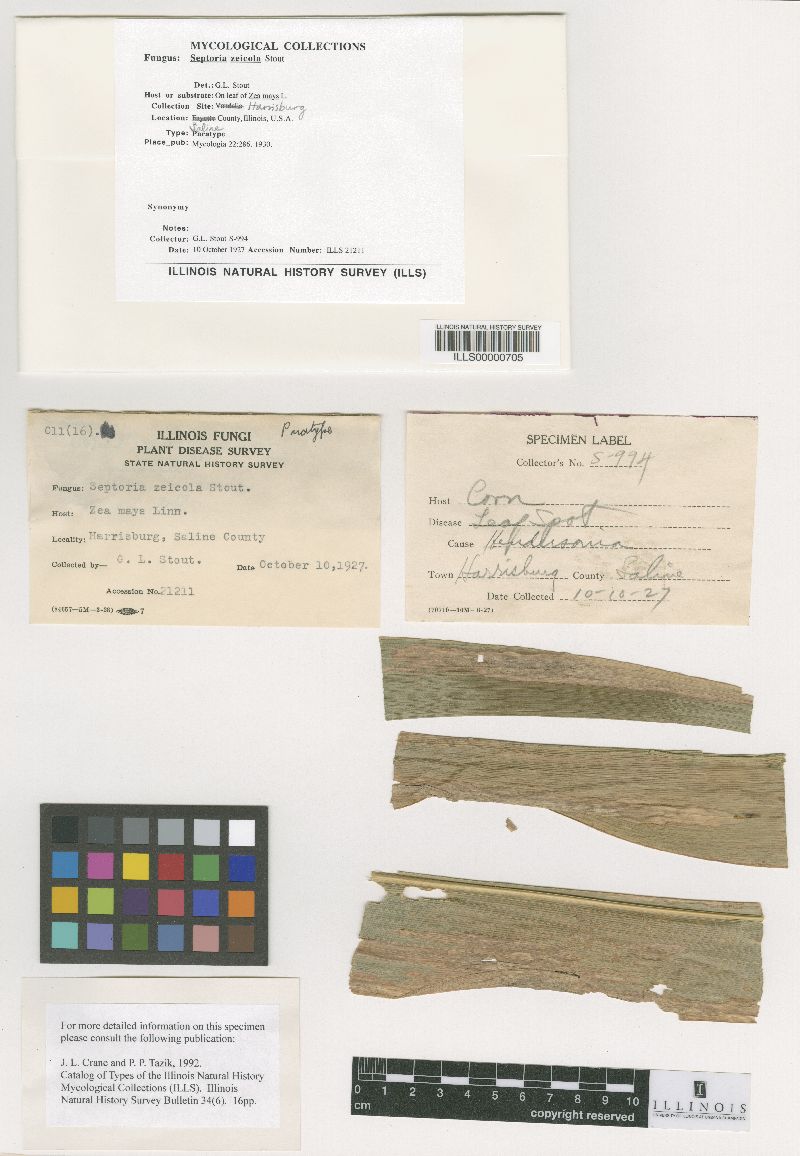 MYCOLOGICAL COLLECTIONS
Fungus: Septoria zeicola Stout
Det.: G.L. Stout
Host or substrate: On leaf of Zea mays L.
Collection Site: Vandalia Harrisburg
Location: Fayette County, Illinois, U.S.A.
Saline
Type: Paratype
Place_pub: Mycologia 22:286. 1930.
Synonymy
Notes:
Collector: G.L. Stout S-994
Date: 10 October 1927 Accession Number: ILLS 21211
ILLINOIS NATURAL HISTORY SURVEY (ILLS)
ILLINOIS NATURAL HISTORY SURVEY
ILLS00000705
C11(16).
Paratype
ILLINOIS FUNGI
PLANT DISEASE SURVEY
STATE NATURAL HISTORY SURVEY
Fungus: Septoria zeicola Stout.
Host: Zea mays Linn.
Locality: Harrisburg, Saline County
Collected by— G. L. Stout. Date October 10,1927.
Accession No. 21211
7
SPECIMEN LABEL
Collector's No. S-994
Host Corn
Disease Leaf Spot
Cause Hendersonia
Town Harrisburg County Saline
Date Collected 10-10-27
For more detailed information on this specimen
please consult the following publication:
J. L. Crane and P. P. Tazik, 1992.
Catalog of Types of the Illinois Natural History
Mycological Collections (ILLS). Illinois
Natural History Survey Bulletin 34(6). 16pp.
0 1 2 3 4 5 6 7 8 9 10
cm
copyright reserved
I
ILLINOIS